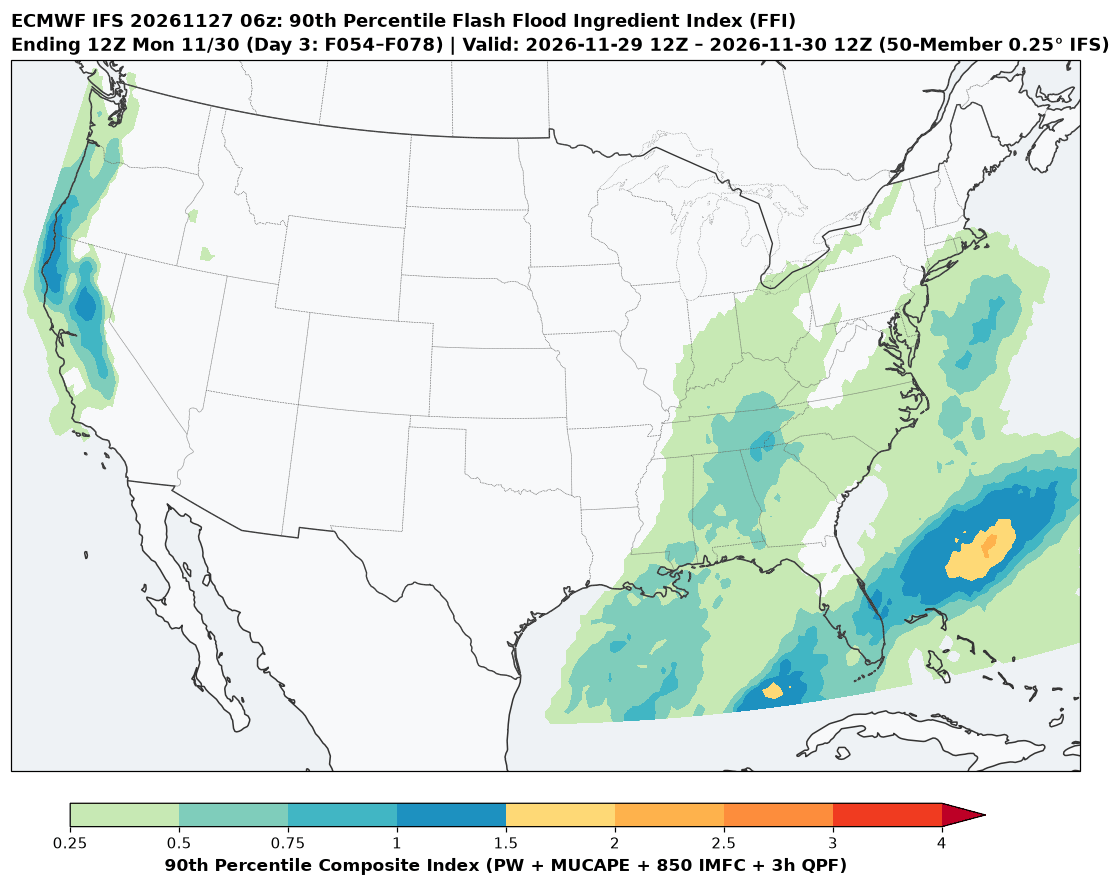 ECMWF IFS 20261127 06z: 90th Percentile Flash Flood Ingredient Index (FFI)
Ending 12Z Mon 11/30 (Day 3: F054–F078) | Valid: 2026-11-29 12Z – 2026-11-30 12Z (50-Member 0.25° IFS)
0.25 0.5 0.75 1 1.5 2 2.5 3 4
90th Percentile Composite Index (PW + MUCAPE + 850 IMFC + 3h QPF)